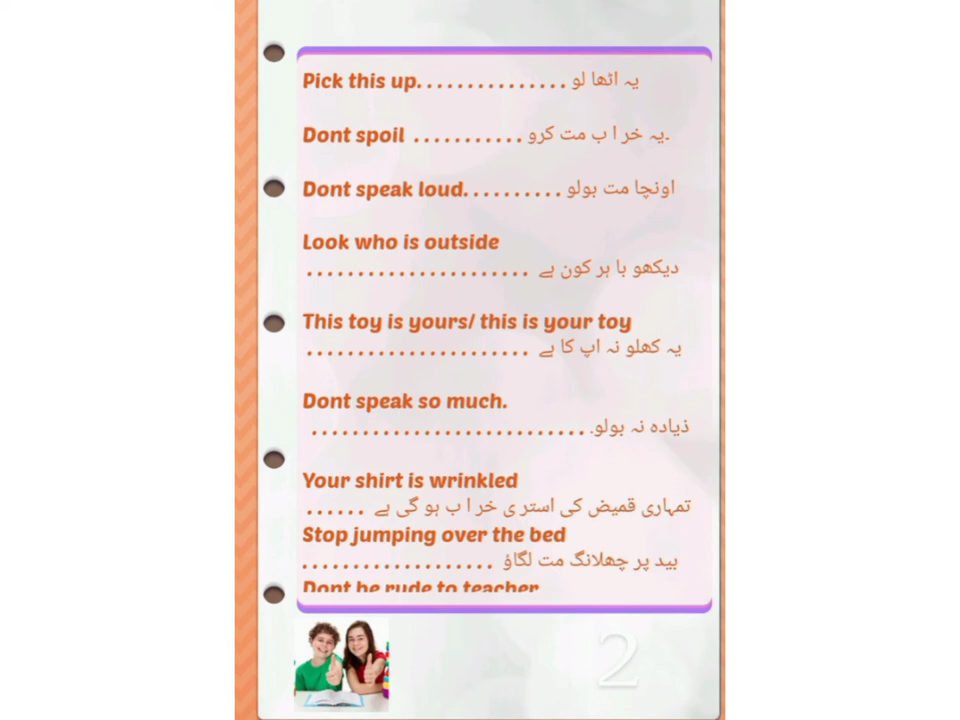 Pick this up. . . . . . . . . . . . . . . یہ اٹھا لو
Dont spoil . . . . . . . . . . . یہ خر ا ب مت کرو۔
Dont speak loud. . . . . . . . . . اونچا مت بولو
Look who is outside
. . . . . . . . . . . . . . . . . . . . . . دیکھو با ہر کون ہے
This toy is yours/ this is your toy
. . . . . . . . . . . . . . . . . . . . . . یہ کھلو نہ اپ کا ہے
Dont speak so much.
. . . . . . . . . . . . . . . . . . . . . . . . . . . ذیادہ نہ بولو.
Your shirt is wrinkled
. . . . . . تمہاری قمیض کی استر ی خر ا ب ہو گی ہے
Stop jumping over the bed
. . . . . . . . . . . . . . . . . . . بیڈ پر چھلانگ مت لگاؤ
Dont be rude to teacher
2